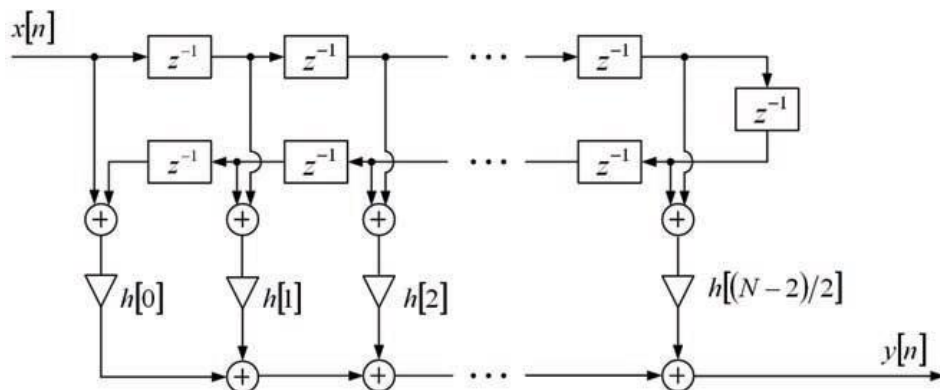 x[n]
z⁻¹ z⁻¹ ··· z⁻¹
z⁻¹
z⁻¹ z⁻¹ ··· z⁻¹
+ + + +
h[0] h[1] h[2] h[(N−2)/2]
y[n]
+ + ··· +